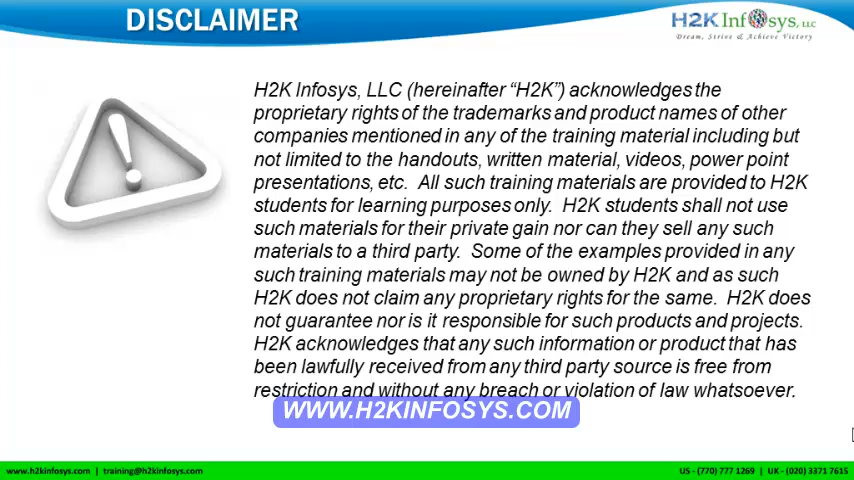 DISCLAIMER
H2K Infosys, LLC
Dream, Strive & Achieve Victory
H2K Infosys, LLC (hereinafter “H2K”) acknowledges the
proprietary rights of the trademarks and product names of other
companies mentioned in any of the training material including but
not limited to the handouts, written material, videos, power point
presentations, etc.  All such training materials are provided to H2K
students for learning purposes only.  H2K students shall not use
such materials for their private gain nor can they sell any such
materials to a third party.  Some of the examples provided in any
such training materials may not be owned by H2K and as such
H2K does not claim any proprietary rights for the same.  H2K does
not guarantee nor is it responsible for such products and projects.
H2K acknowledges that any such information or product that has
been lawfully received from any third party source is free from
restriction and without any breach or violation of law whatsoever.
WWW.H2KINFOSYS.COM
www.h2kinfosys.com | training@h2kinfosys.com
US - (770) 777 1269 | UK - (020) 3371 7615